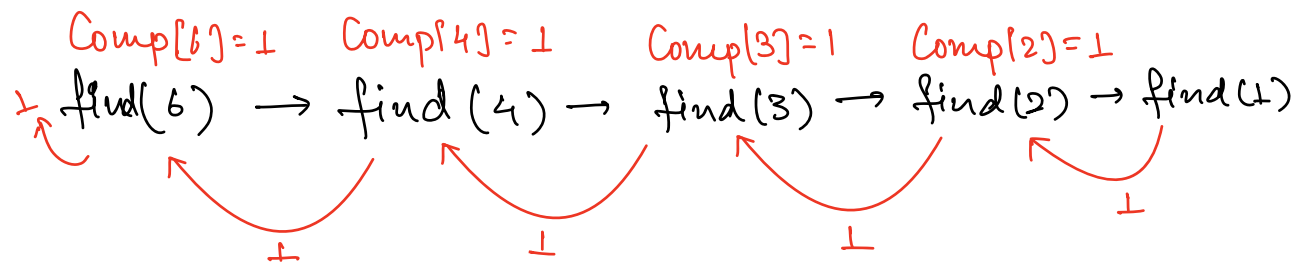 Comp[6]=1 Comp[4]=1 Comp[3]=1 Comp[2]=1
1 find(6) → find(4) → find(3) → find(2) → find(1)
1 1 1 1